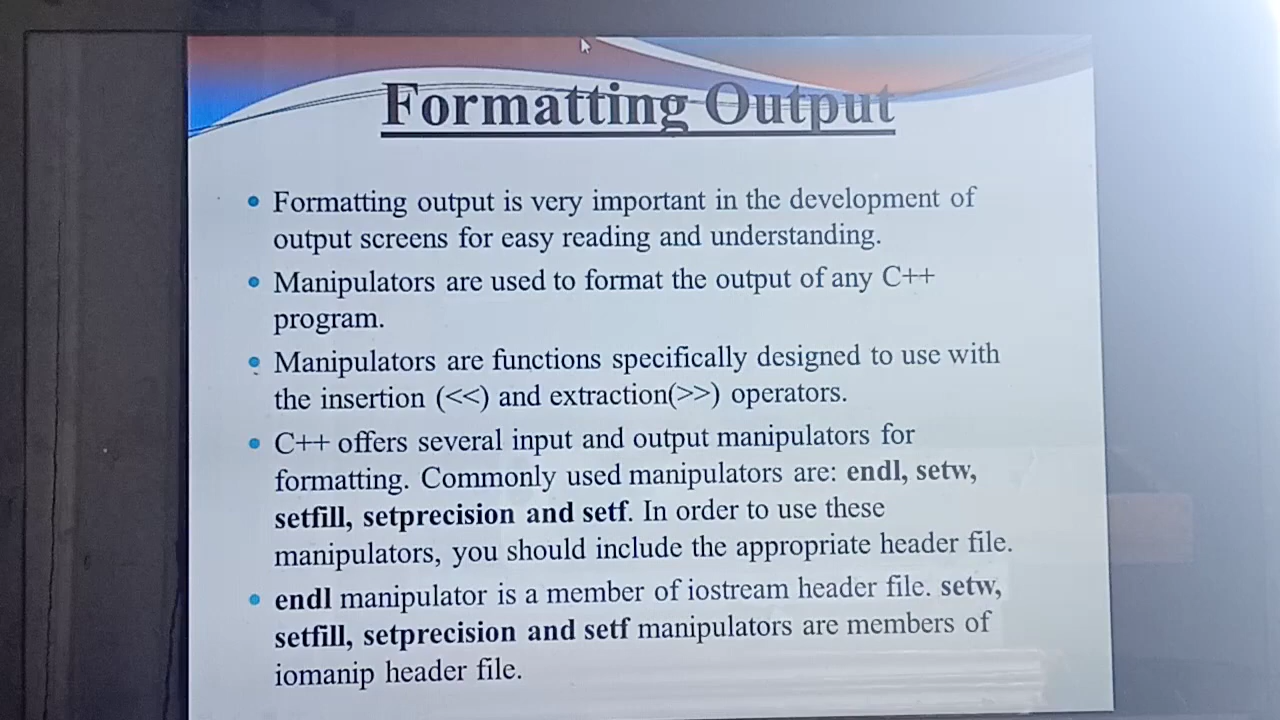 Formatting Output
• Formatting output is very important in the development of
output screens for easy reading and understanding.
• Manipulators are used to format the output of any C++
program.
• Manipulators are functions specifically designed to use with
the insertion (<<) and extraction(>>) operators.
• C++ offers several input and output manipulators for
formatting. Commonly used manipulators are: endl, setw,
setfill, setprecision and setf. In order to use these
manipulators, you should include the appropriate header file.
• endl manipulator is a member of iostream header file. setw,
setfill, setprecision and setf manipulators are members of
iomanip header file.